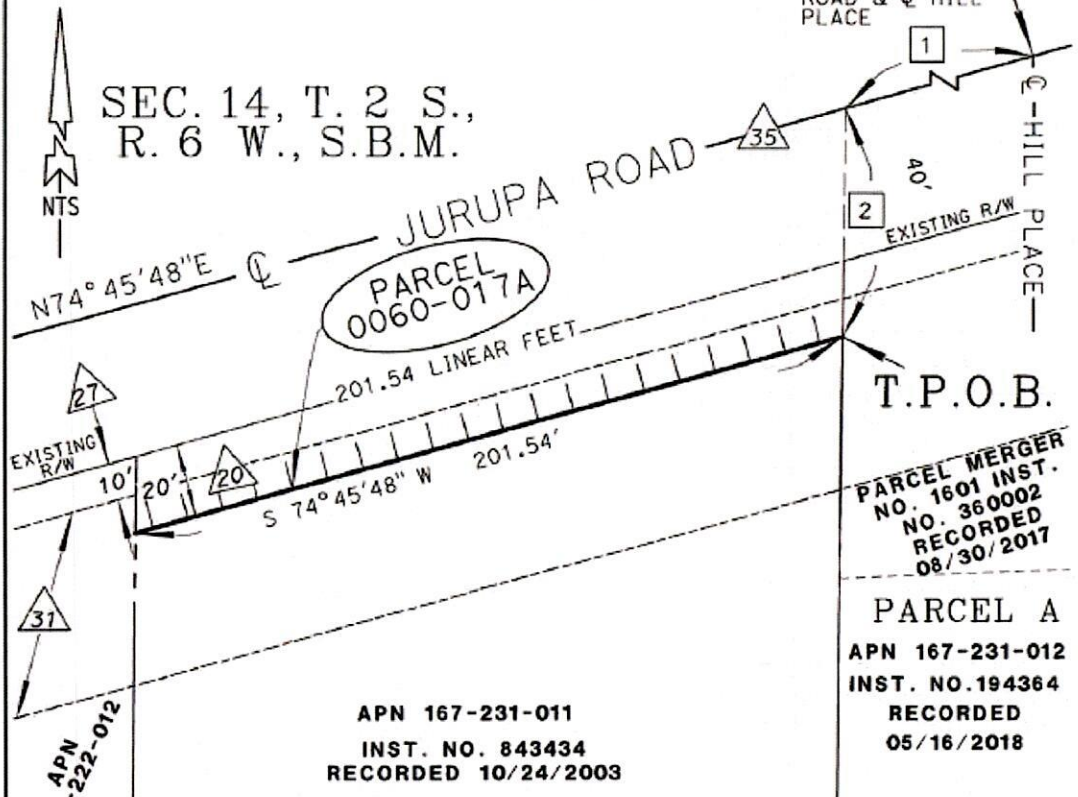 ROAD & ℄ HILL
PLACE
1
SEC. 14, T. 2 S.,
R. 6 W., S.B.M.
N
NTS
35
40'
℄ HILL PLACE
N74°45'48"E ℄ JURUPA ROAD
2
EXISTING R/W
PARCEL
0060-017A
201.54 LINEAR FEET
27
T.P.O.B.
EXISTING
R/W
10'
20'
20
S 74°45'48" W 201.54'
PARCEL MERGER
NO. 1601 INST.
NO. 360002
RECORDED
08/30/2017
31
PARCEL A
APN 167-231-012
INST. NO.194364
RECORDED
05/16/2018
APN
-222-012
APN 167-231-011
INST. NO. 843434
RECORDED 10/24/2003